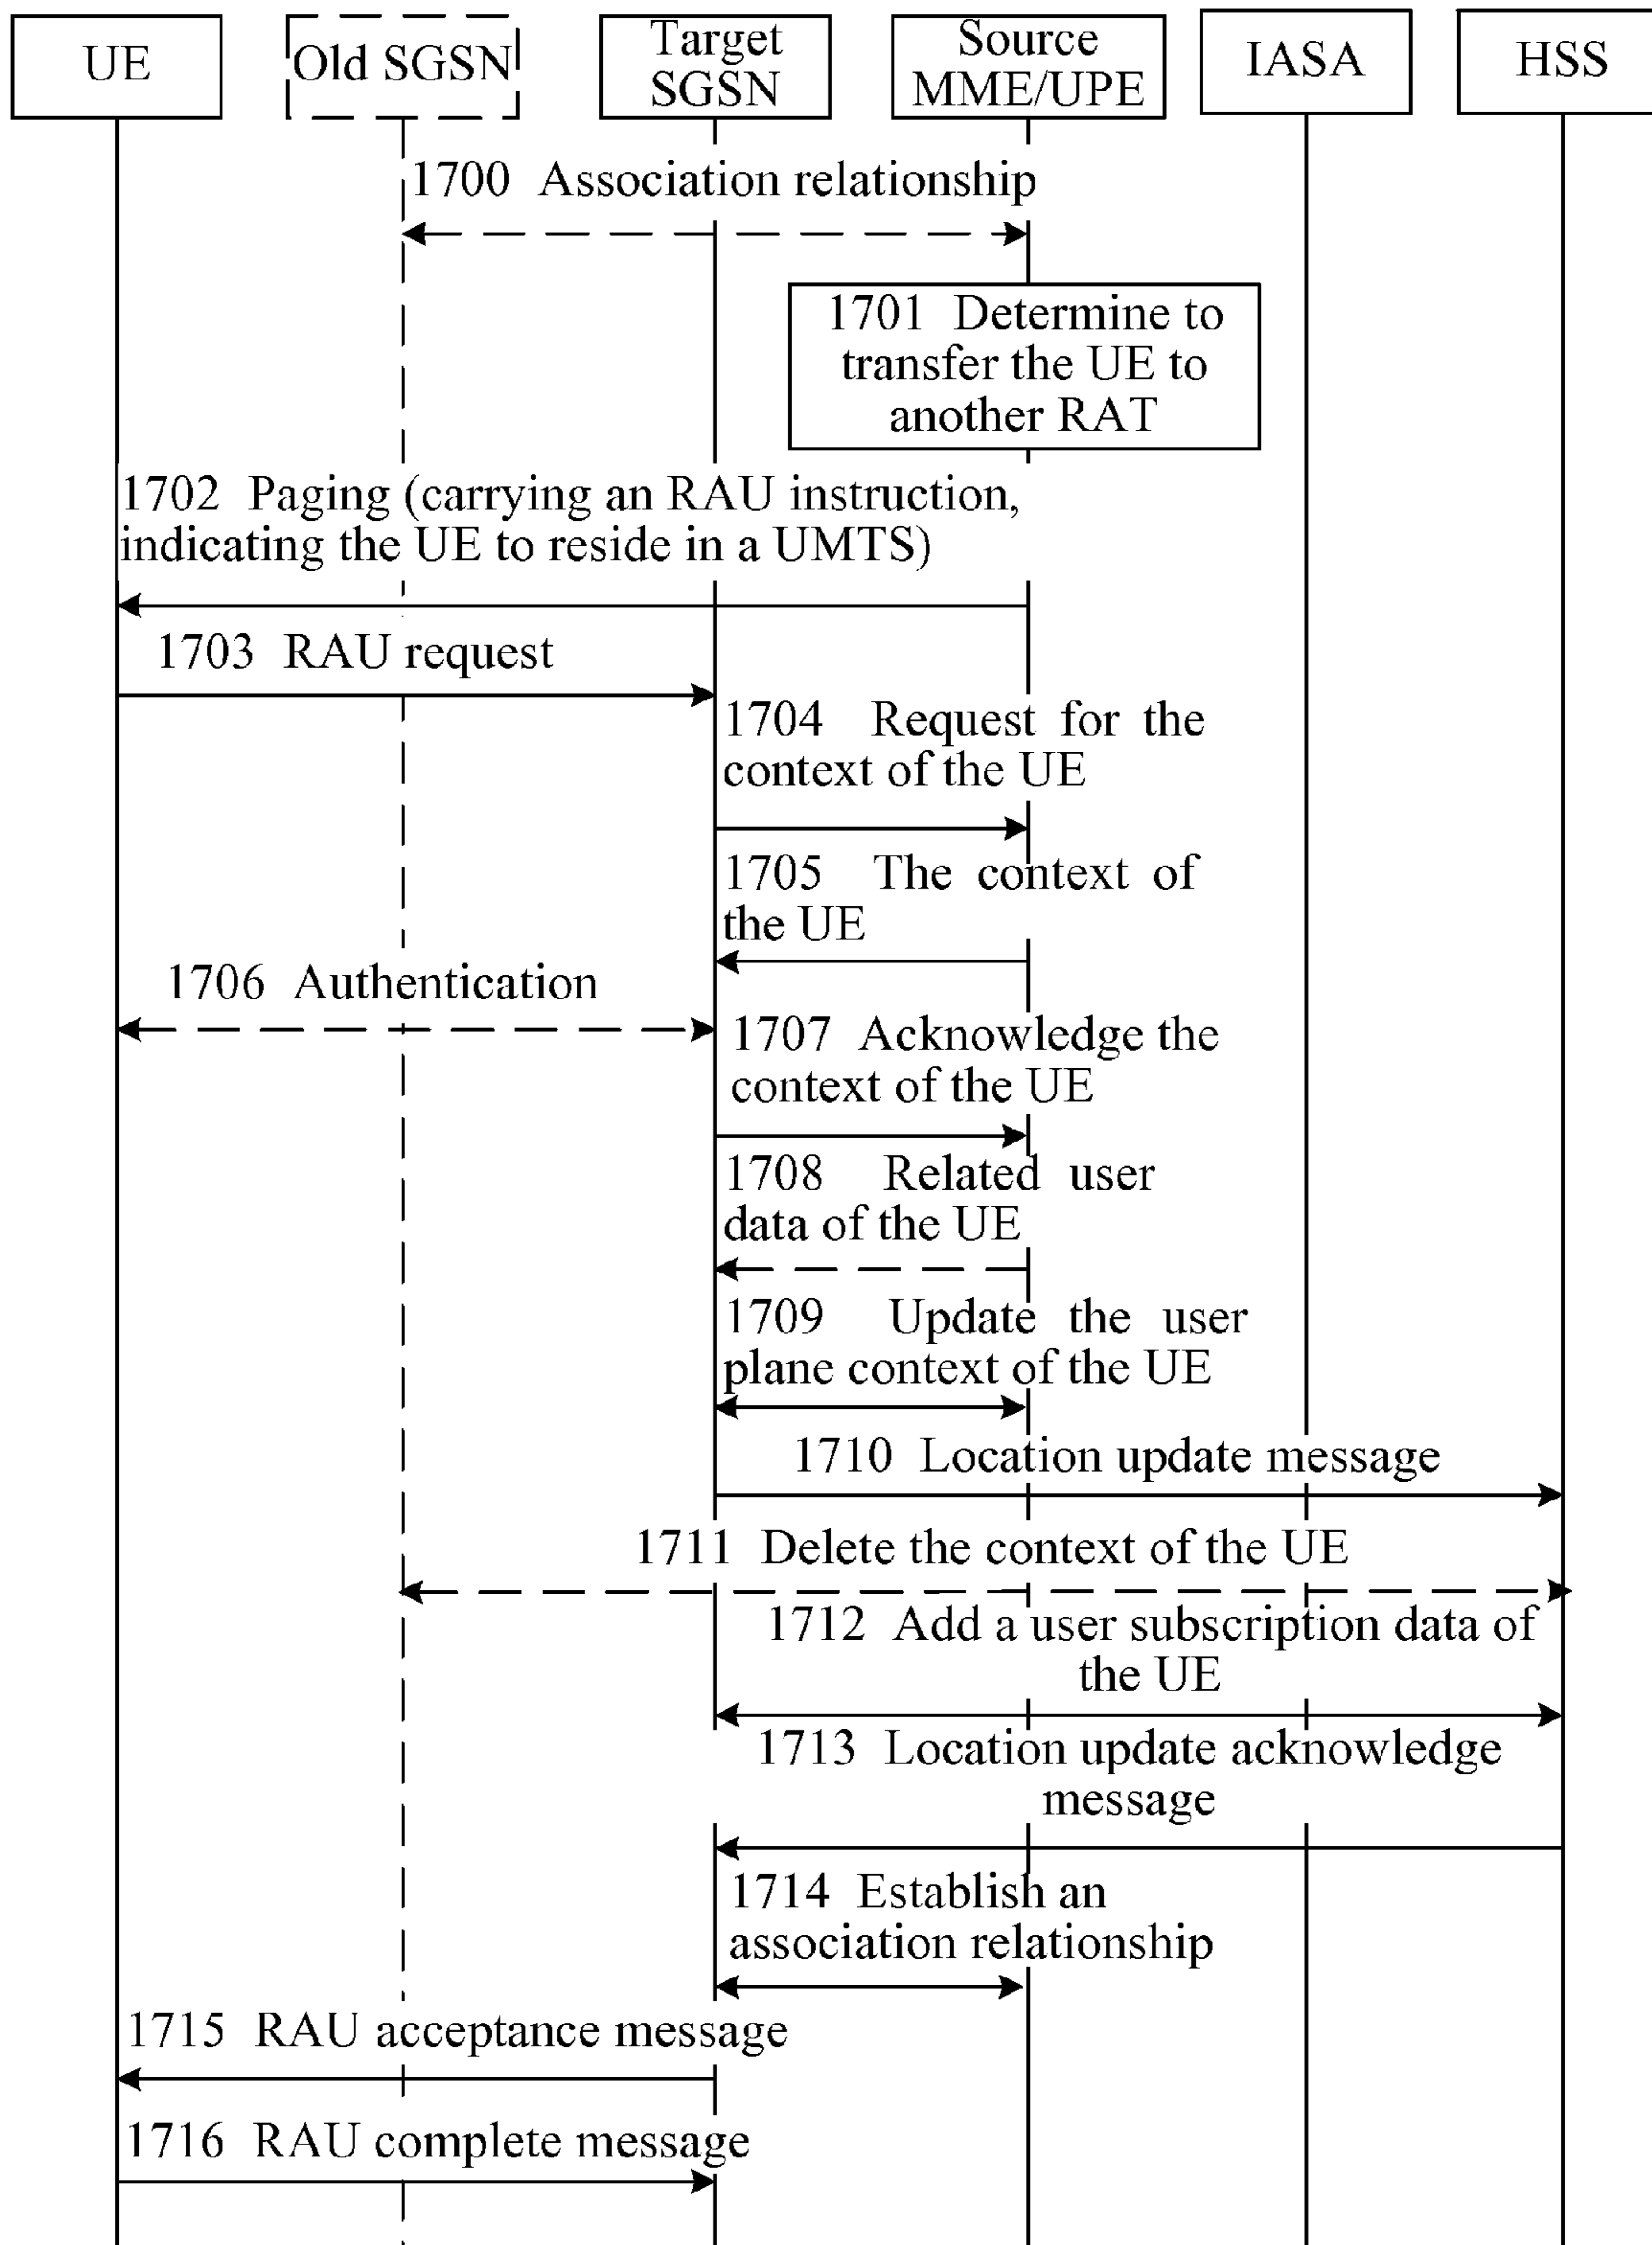 UE
Old SGSN
Target
SGSN
Source
MME/UPE
IASA
HSS
1700 Association relationship
1701 Determine to
transfer the UE to
another RAT
1702 Paging (carrying an RAU instruction,
indicating the UE to reside in a UMTS)
1703 RAU request
1704 Request for the
context of the UE
1705 The context of
the UE
1706 Authentication
1707 Acknowledge the
context of the UE
1708 Related user
data of the UE
1709 Update the user
plane context of the UE
1710 Location update message
1711 Delete the context of the UE
1712 Add a user subscription data of
the UE
1713 Location update acknowledge
message
1714 Establish an
association relationship
1715 RAU acceptance message
1716 RAU complete message